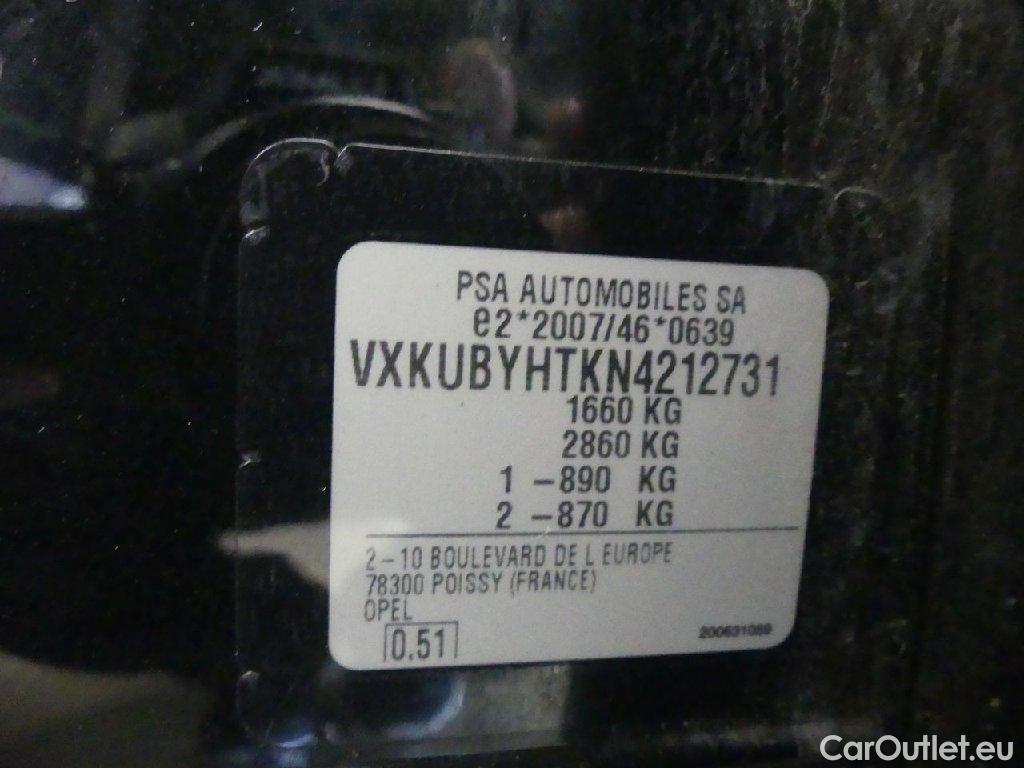 PSA AUTOMOBILES SA
e2*2007/46*0639
VXKUBYHTKN4212731
1660 KG
2860 KG
1 -890 KG
2 -870 KG
2-10 BOULEVARD DE L EUROPE
78300 POISSY (FRANCE)
OPEL
0.51
200631089
CarOutlet.eu